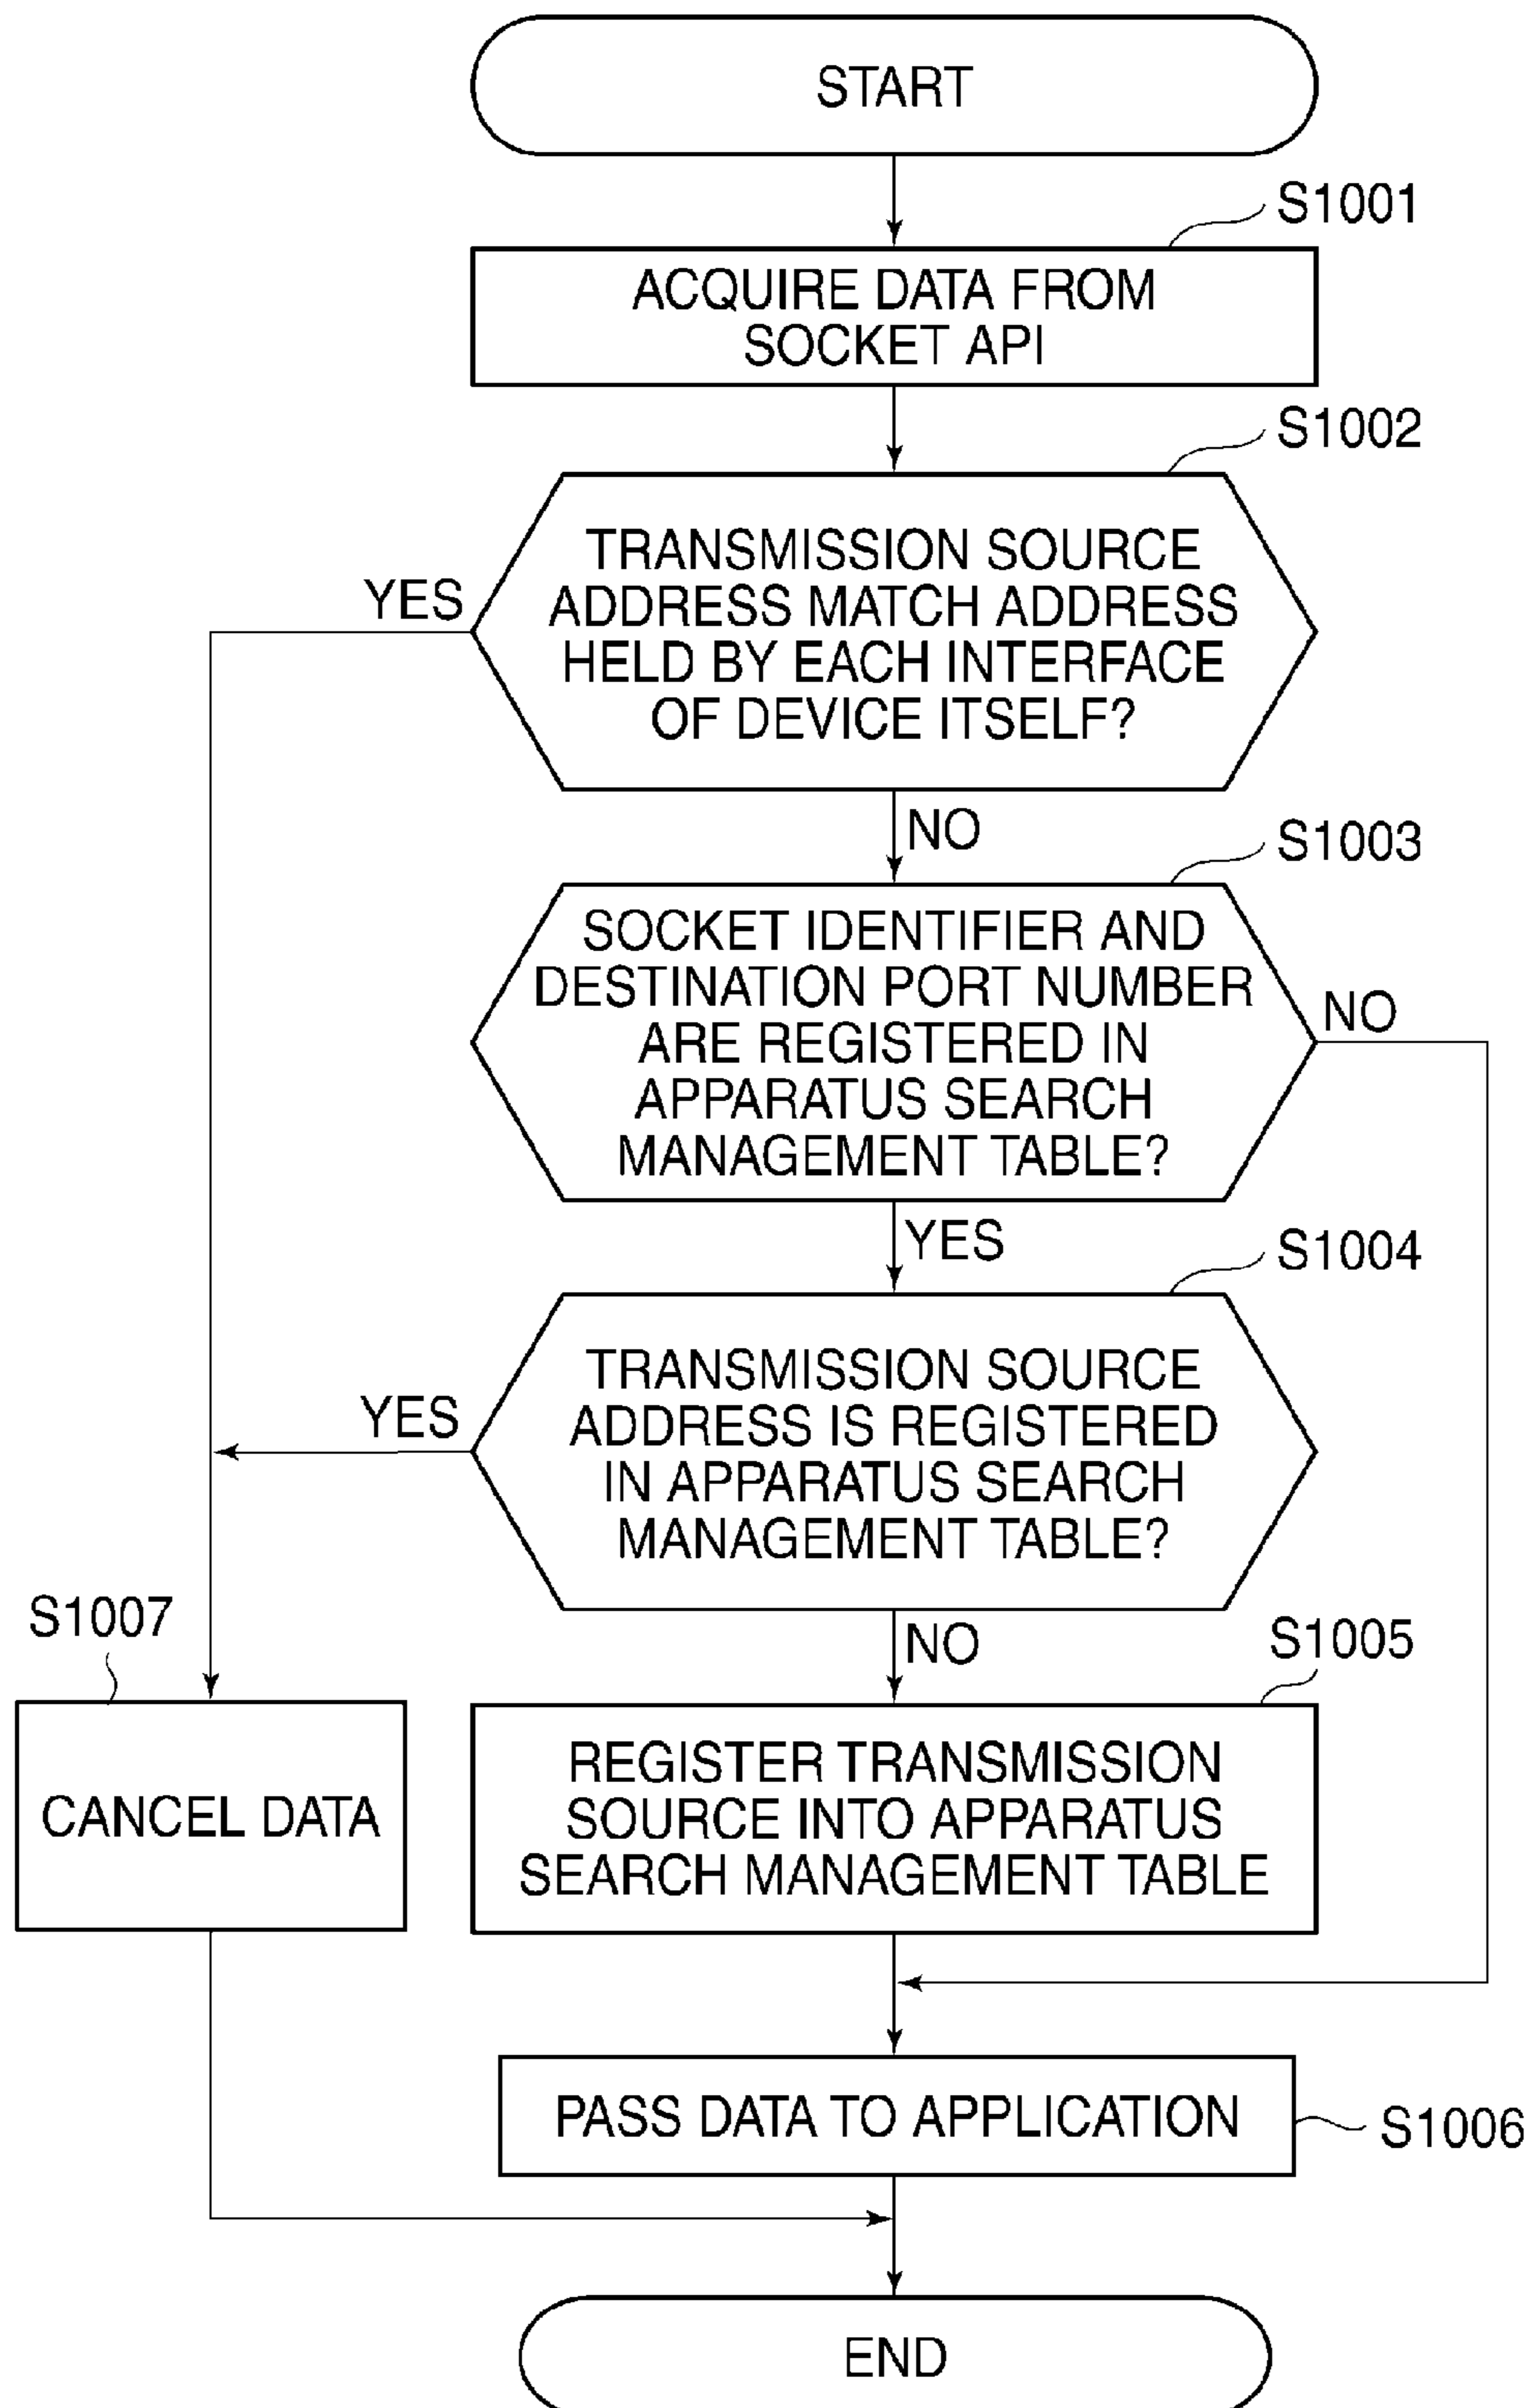 START
S1001
ACQUIRE DATA FROM
SOCKET API
S1002
TRANSMISSION SOURCE
ADDRESS MATCH ADDRESS
HELD BY EACH INTERFACE
OF DEVICE ITSELF?
YES
NO
S1003
SOCKET IDENTIFIER AND
DESTINATION PORT NUMBER
ARE REGISTERED IN
APPARATUS SEARCH
MANAGEMENT TABLE?
NO
YES
S1004
TRANSMISSION SOURCE
ADDRESS IS REGISTERED
IN APPARATUS SEARCH
MANAGEMENT TABLE?
YES
NO
S1007
CANCEL DATA
S1005
REGISTER TRANSMISSION
SOURCE INTO APPARATUS
SEARCH MANAGEMENT TABLE
PASS DATA TO APPLICATION
S1006
END